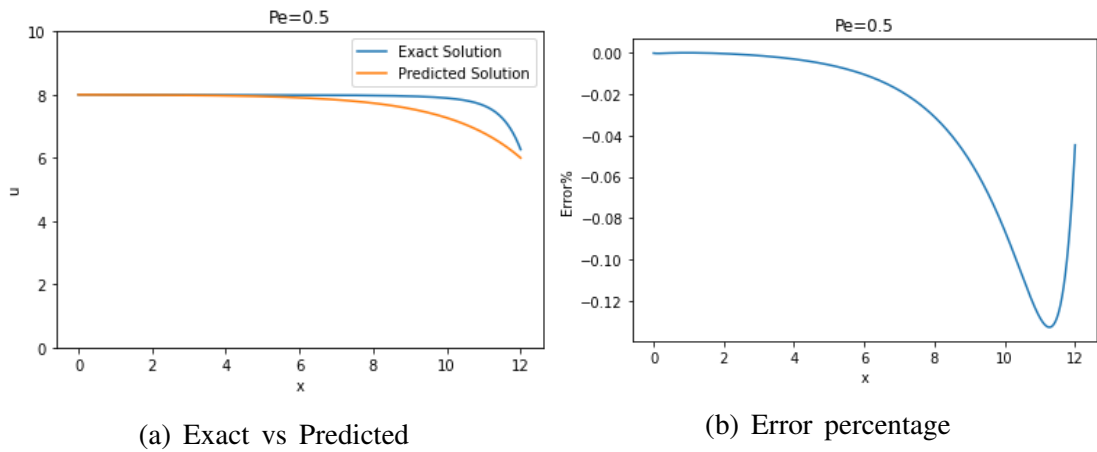 Pe=0.5
10
8
6
4
2
0
u
Exact Solution
Predicted Solution
0 2 4 6 8 10 12
x
(a) Exact vs Predicted
Pe=0.5
0.00
−0.02
−0.04
−0.06
−0.08
−0.10
−0.12
Error%
0 2 4 6 8 10 12
x
(b) Error percentage